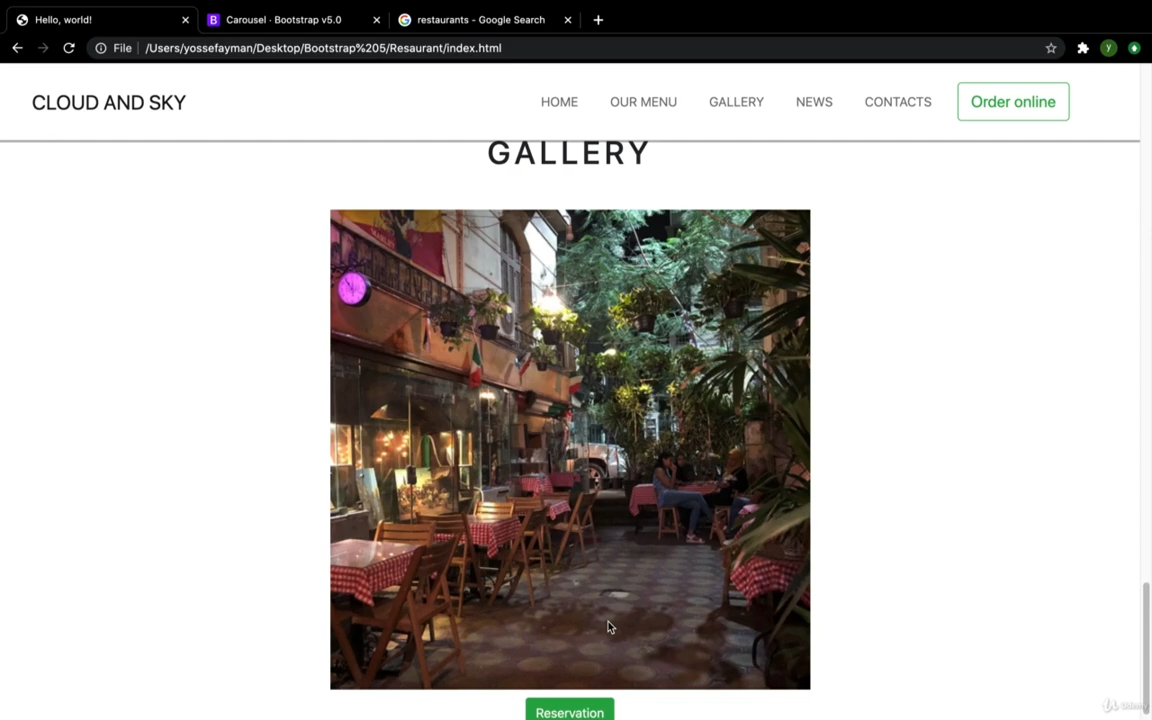 Hello, world!
Carousel · Bootstrap v5.0
restaurants - Google Search
File
/Users/yossefayman/Desktop/Bootstrap%205/Resaurant/index.html
y
CLOUD AND SKY
HOME
OUR MENU
GALLERY
NEWS
CONTACTS
Order online
GALLERY
Reservation
Udemy